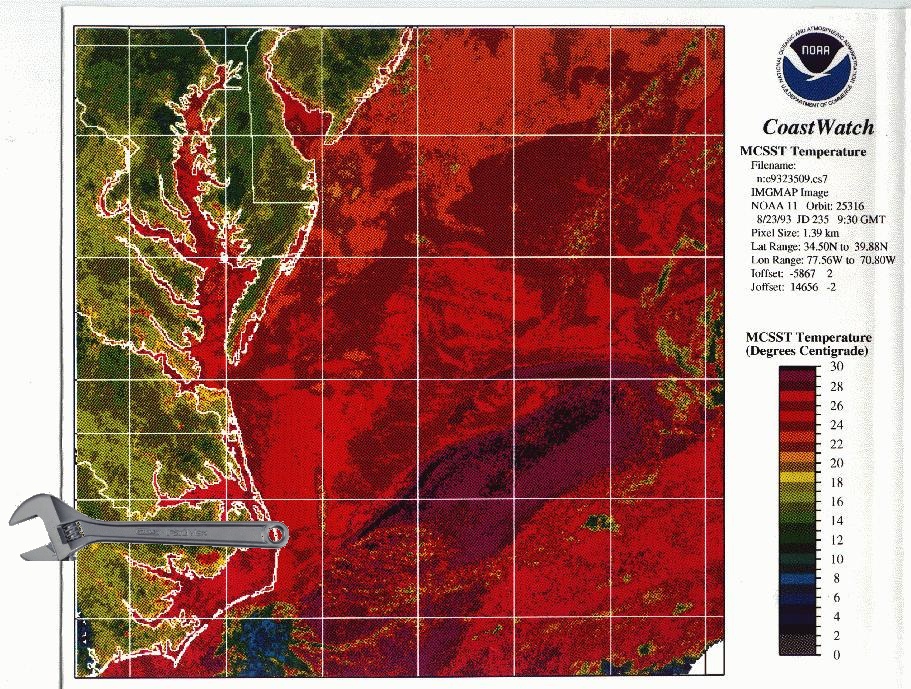 NATIONAL OCEANIC AND ATMOSPHERIC ADMINISTRATION
U.S. DEPARTMENT OF COMMERCE
NOAA
CoastWatch
MCSST Temperature
Filename:
n:c9323509.cs7
IMGMAP Image
NOAA 11 Orbit: 25316
8/23/93 JD 235 9:30 GMT
Pixel Size: 1.39 km
Lat Range: 34.50N to 39.88N
Lon Range: 77.56W to 70.80W
Ioffset: -5867 2
Joffset: 14656 -2
MCSST Temperature
(Degrees Centigrade)
30
28
26
24
22
20
18
16
14
12
10
8
6
4
2
0